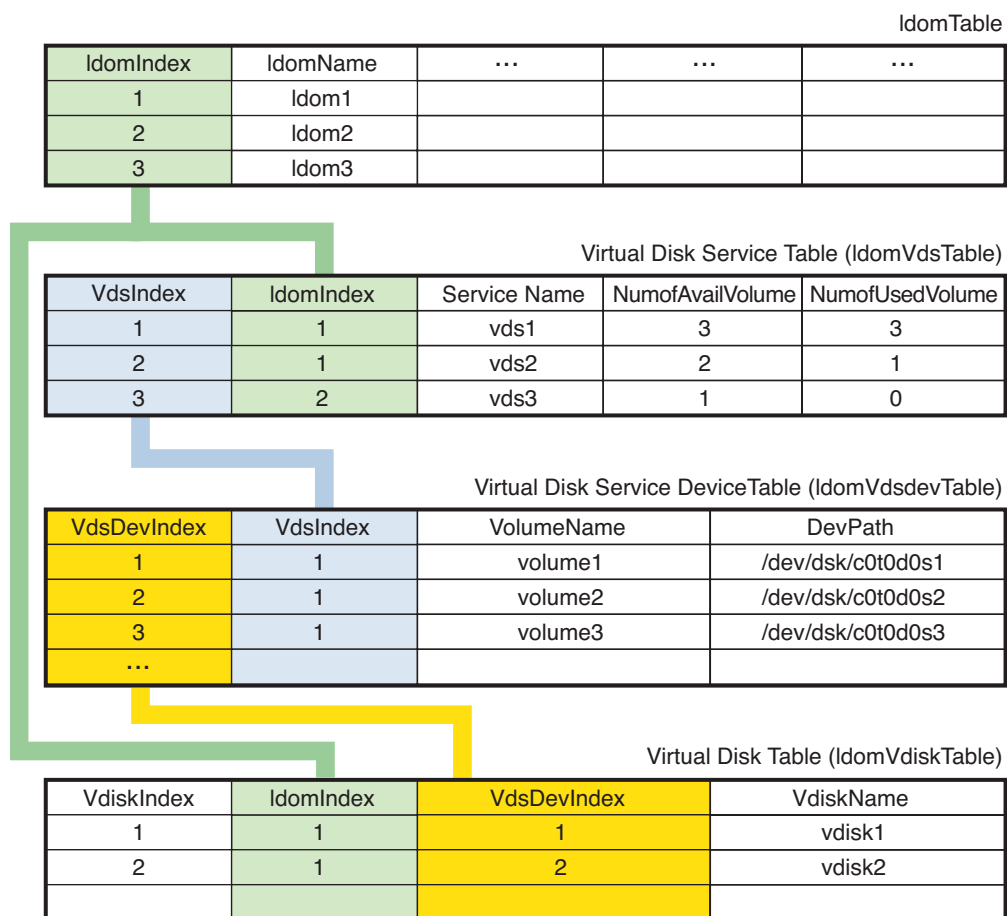 ldomTable
ldomIndex ldomName ... ... ...
1 ldom1
2 ldom2
3 ldom3
Virtual Disk Service Table (ldomVdsTable)
VdsIndex ldomIndex Service Name NumofAvailVolume NumofUsedVolume
1 1 vds1 3 3
2 1 vds2 2 1
3 2 vds3 1 0
Virtual Disk Service DeviceTable (ldomVdsdevTable)
VdsDevIndex VdsIndex VolumeName DevPath
1 1 volume1 /dev/dsk/c0t0d0s1
2 1 volume2 /dev/dsk/c0t0d0s2
3 1 volume3 /dev/dsk/c0t0d0s3
...
Virtual Disk Table (ldomVdiskTable)
VdiskIndex ldomIndex VdsDevIndex VdiskName
1 1 1 vdisk1
2 1 2 vdisk2